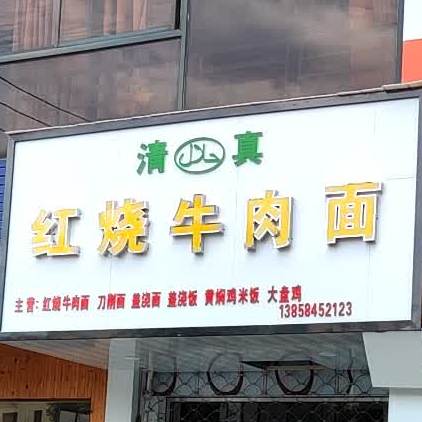 清 حلال 真
红烧牛肉面
主营：红烧牛肉面 刀削面 盖浇面 盖浇饭 黄焖鸡米饭 大盘鸡
13858452123